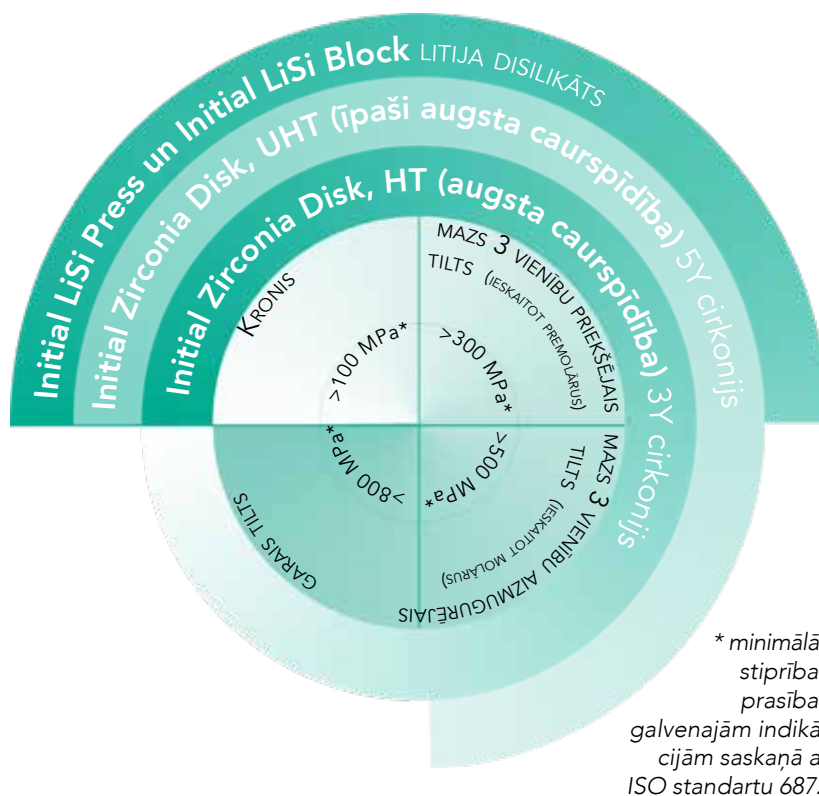 Initial LiSi Press un Initial LiSi Block LITIJA DISILIKĀTS
Initial Zirconia Disk, UHT (īpaši augsta caurspīdība) 5Y cirkonijs
Initial Zirconia Disk, HT (augsta caurspīdība) 3Y cirkonijs
KRONIS
>100 MPa*
MAZS 3 VIENĪBU PRIEKŠĒJAIS
TILTS (IESKAITOT PREMOLĀRUS)
>300 MPa*
MAZS 3 VIENĪBU AIZMUGURĒJAIS
TILTS (IESKAITOT MOLĀRUS)
>500 MPa*
GARAIS TILTS
>800 MPa*
* minimālā
stiprība
prasība
galvenajām indikā
cijām saskaņā a
ISO standartu 687